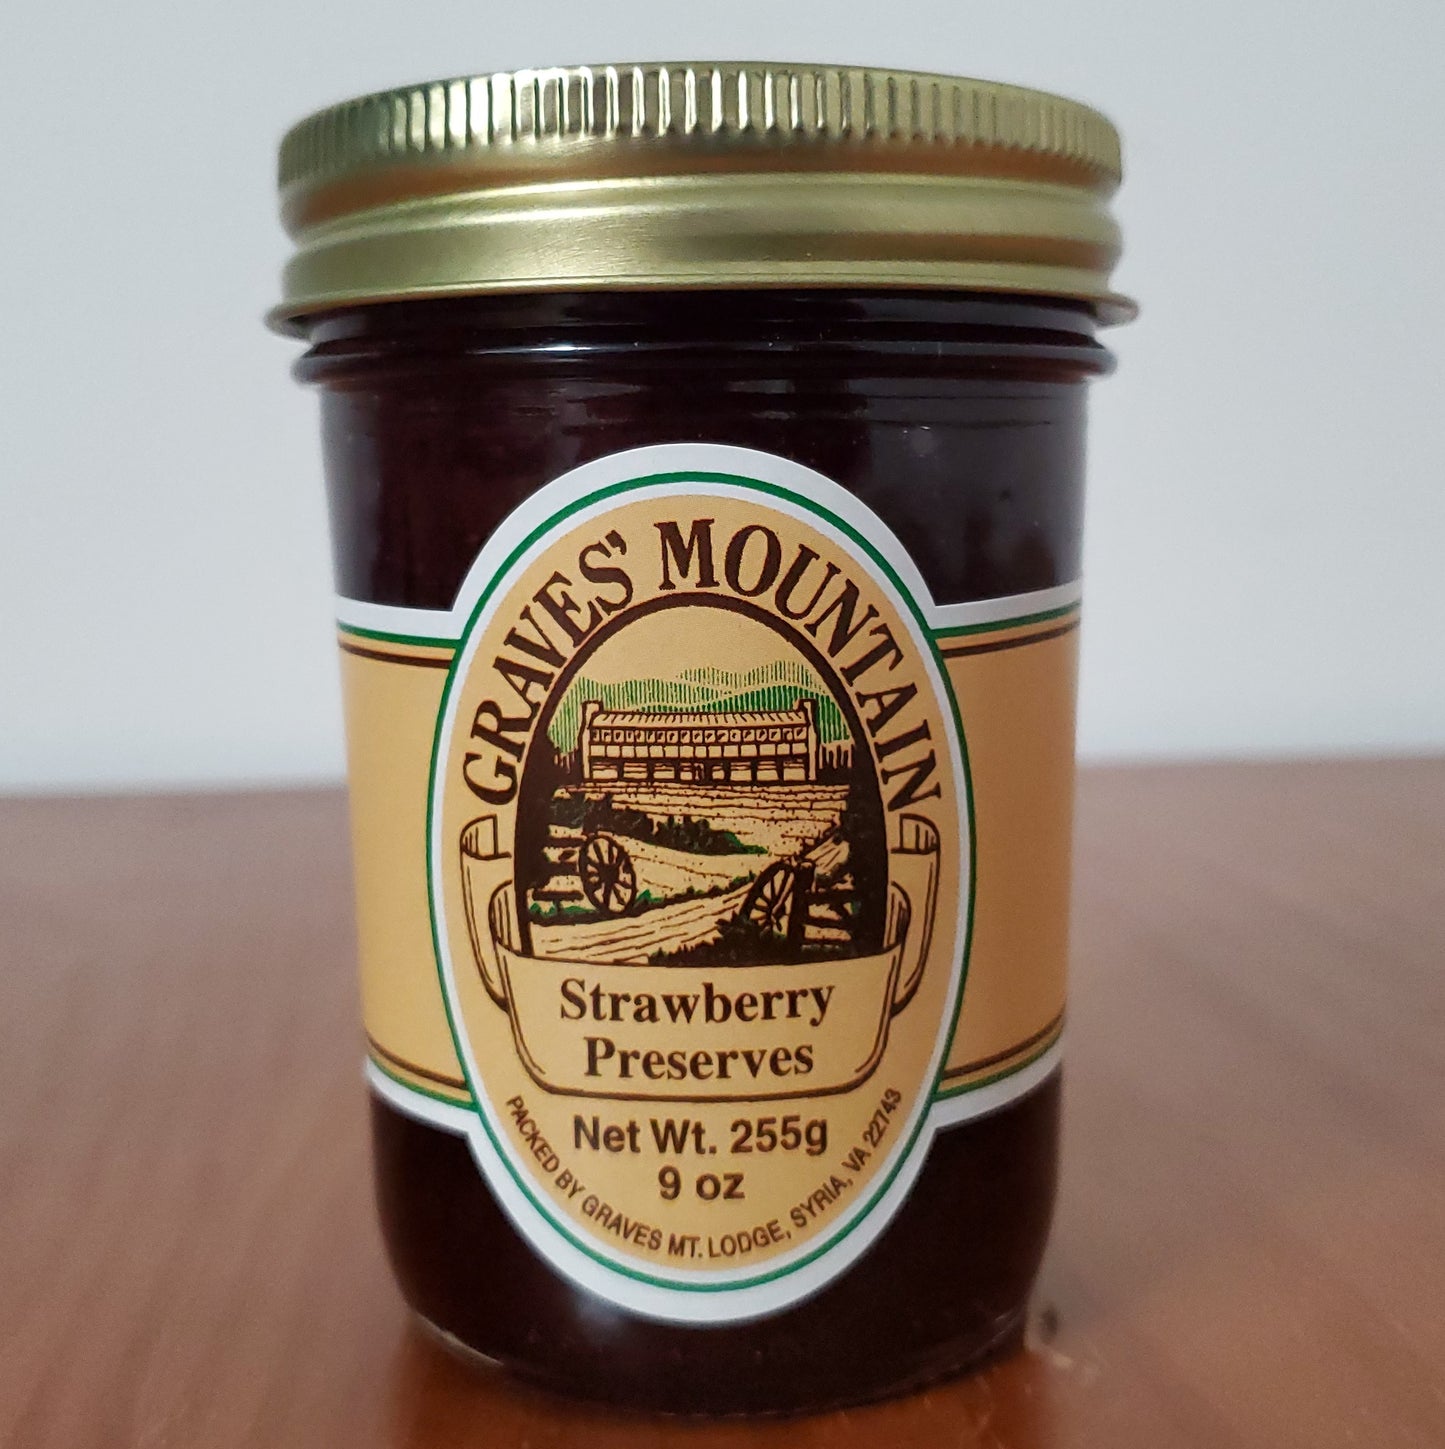 GRAVES' MOUNTAIN
Strawberry
Preserves
Net Wt. 255g
9 oz
PACKED BY GRAVES MT. LODGE, SYRIA, VA 22743